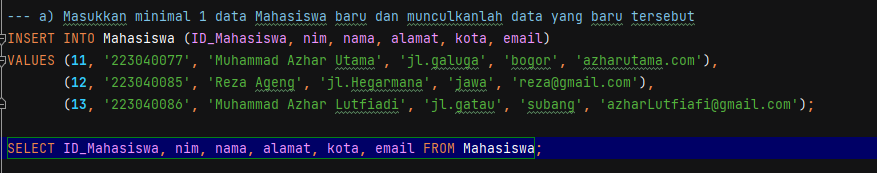 --- a) Masukkan minimal 1 data Mahasiswa baru dan munculkanlah data yang baru tersebut
INSERT INTO Mahasiswa (ID_Mahasiswa, nim, nama, alamat, kota, email)
VALUES (11, '223040077', 'Muhammad Azhar Utama', 'jl.galuga', 'bogor', 'azharutama.com'),
(12, '223040085', 'Reza Ageng', 'jl.Hegarmana', 'jawa', 'reza@gmail.com'),
(13, '223040086', 'Muhammad Azhar Lutfiadi', 'jl.gatau', 'subang', 'azharLutfiafi@gmail.com');
SELECT ID_Mahasiswa, nim, nama, alamat, kota, email FROM Mahasiswa;